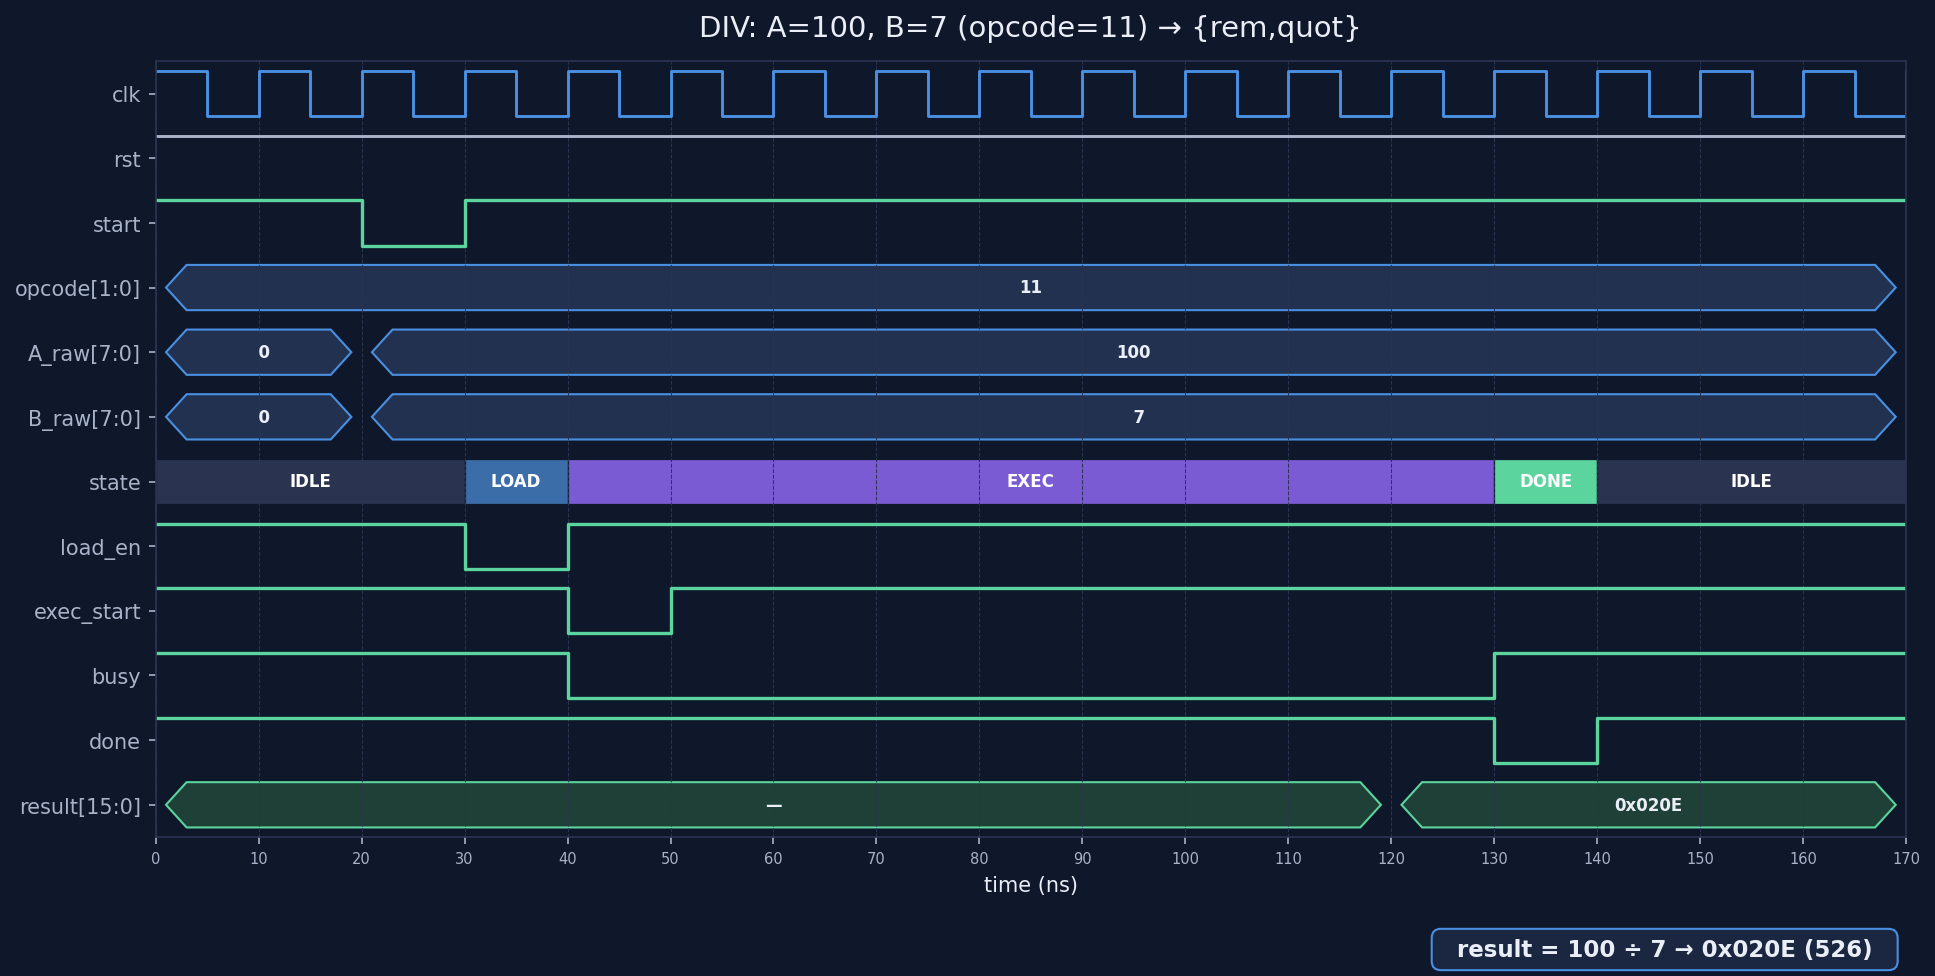 DIV: A=100, B=7 (opcode=11) → {rem,quot}
clk
rst
start
opcode[1:0] 11
A_raw[7:0] 0 100
B_raw[7:0] 0 7
state IDLE LOAD EXEC DONE IDLE
load_en
exec_start
busy
done
result[15:0] — 0x020E
0 10 20 30 40 50 60 70 80 90 100 110 120 130 140 150 160 170
time (ns)
result = 100 ÷ 7 → 0x020E (526)